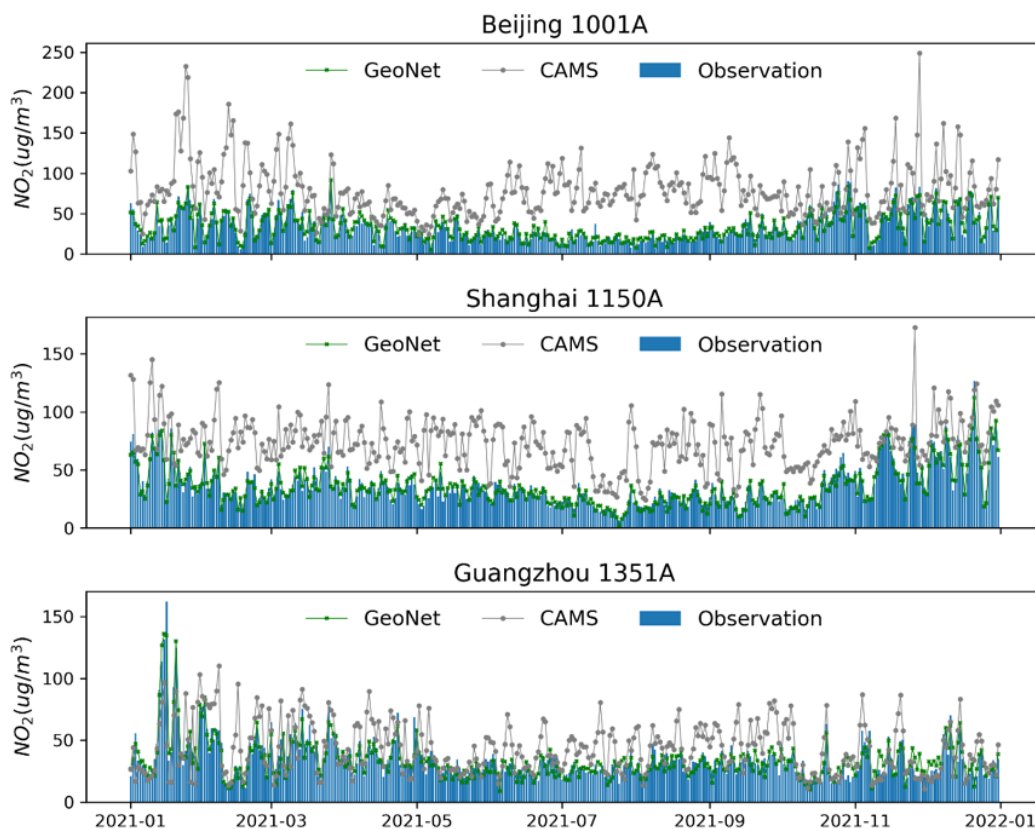 Beijing 1001A
GeoNet CAMS Observation
NO2(ug/m3)
250
200
150
100
50
0
Shanghai 1150A
GeoNet CAMS Observation
NO2(ug/m3)
150
100
50
0
Guangzhou 1351A
GeoNet CAMS Observation
NO2(ug/m3)
150
100
50
0
2021-01 2021-03 2021-05 2021-07 2021-09 2021-11 2022-01